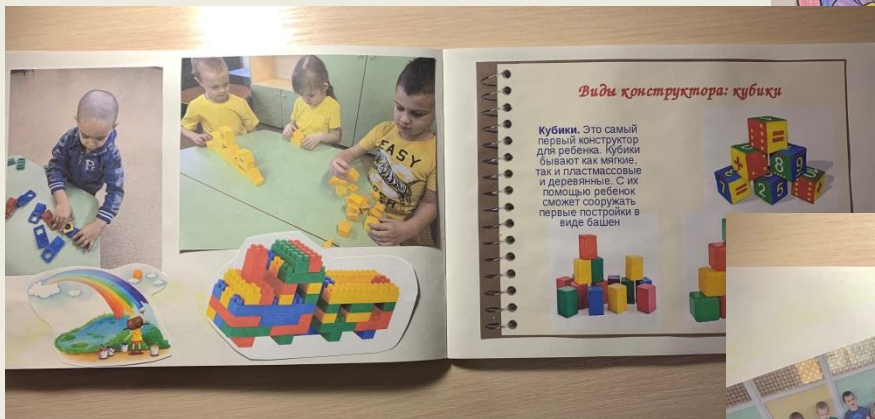 EASY
Виды конструктора: кубики
Кубики. Это самый
первый конструктор
для ребенка. Кубики
бывают как мягкие,
так и пластмассовые
и деревянные. С их
помощью ребенок
сможет сооружать
первые постройки в
виде башен